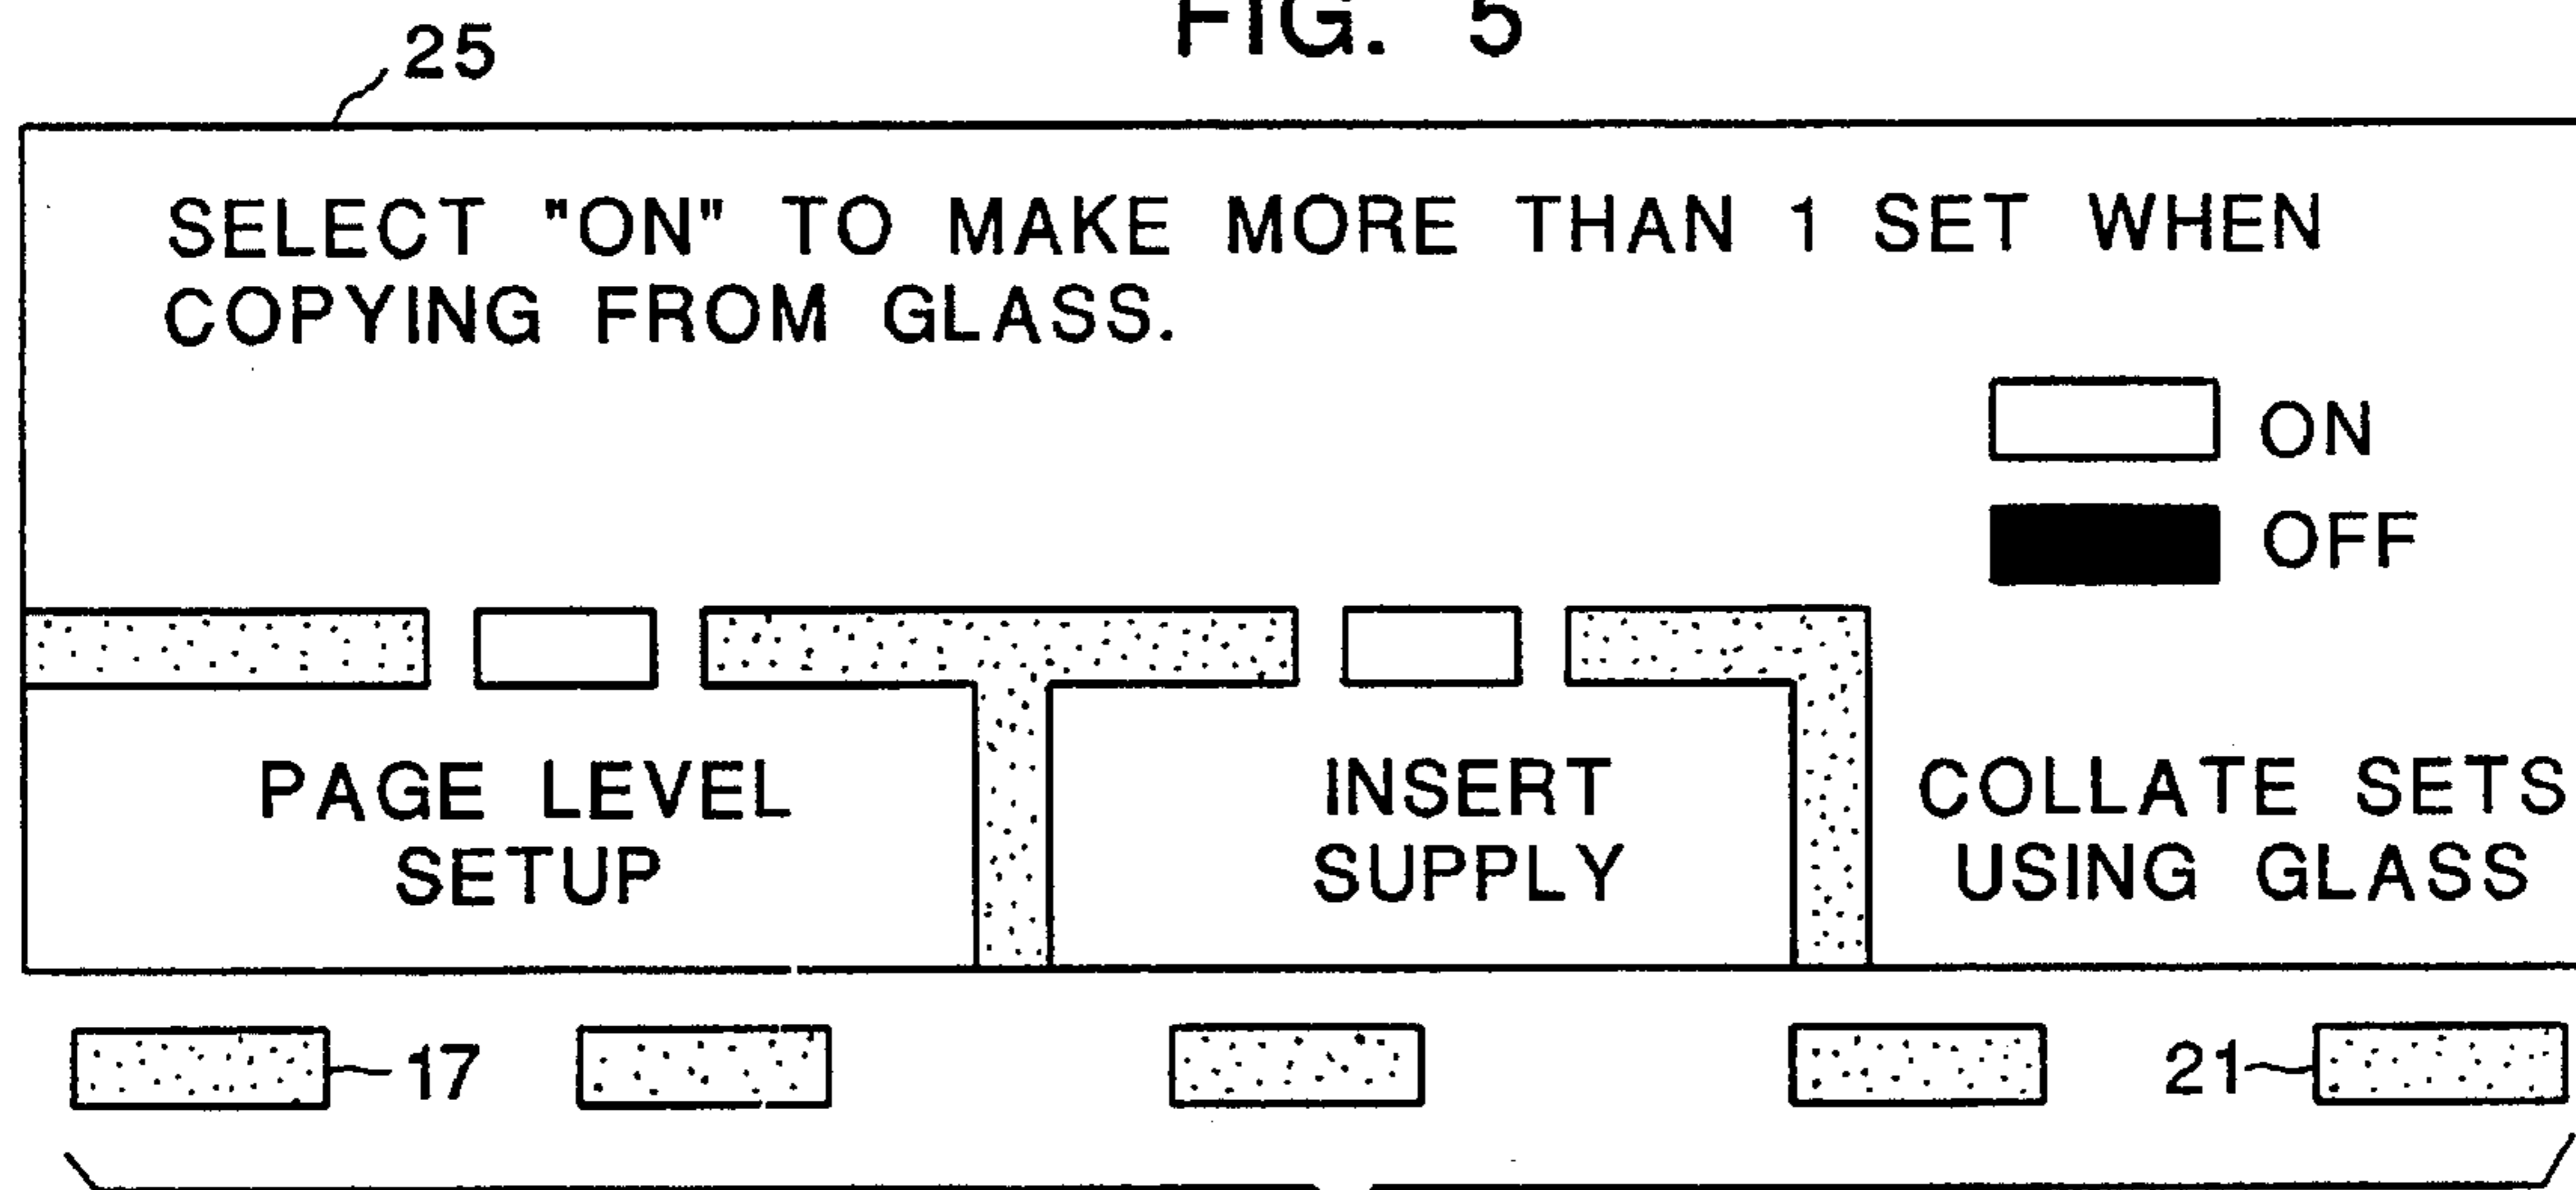 FIG. 5
25
SELECT "ON" TO MAKE MORE THAN 1 SET WHEN
COPYING FROM GLASS.
ON
OFF
PAGE LEVEL
SETUP
INSERT
SUPPLY
COLLATE SETS
USING GLASS
17
21